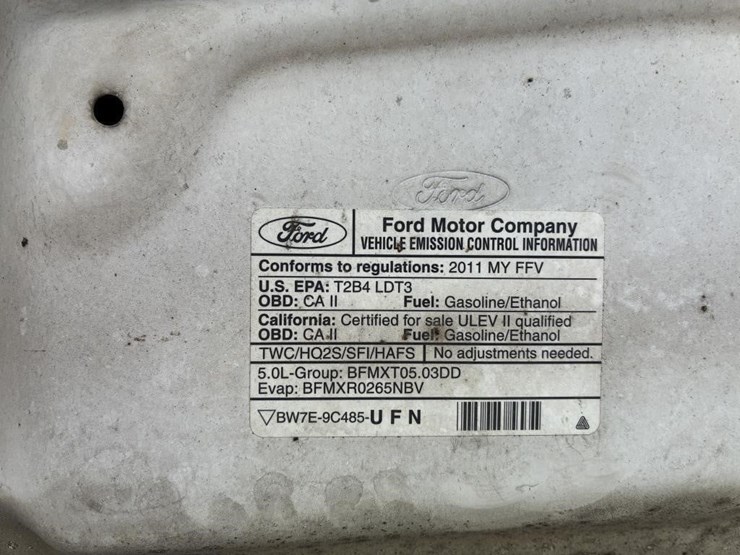 Ford
Ford
Ford Motor Company
VEHICLE EMISSION CONTROL INFORMATION
Conforms to regulations: 2011 MY FFV
U.S. EPA: T2B4 LDT3
OBD: CA II Fuel: Gasoline/Ethanol
California: Certified for sale ULEV II qualified
OBD: CA II Fuel: Gasoline/Ethanol
TWC/HO2S/SFI/HAFS No adjustments needed.
5.0L-Group: BFMXT05.03DD
Evap: BFMXR0265NBV
BW7E-9C485-U F N